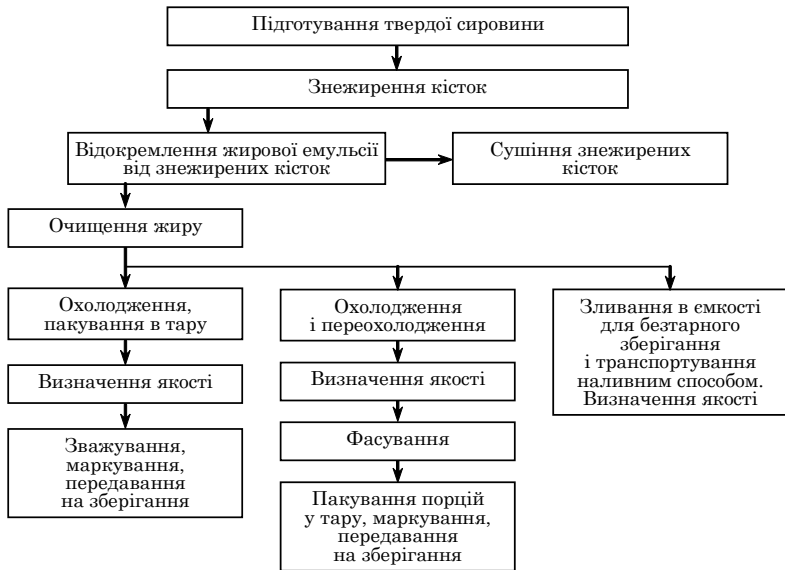 Підготування твердої сировини
Знежирення кісток
Відокремлення жирової емульсії
від знежирених кісток
Сушіння знежирених
кісток
Очищення жиру
Охолодження,
пакування в тару
Визначення якості
Зважування,
маркування,
передавання
на зберігання
Охолодження
і переохолодження
Визначення якості
Фасування
Пакування порцій
у тару, маркування,
передавання
на зберігання
Зливання в ємкості
для безтарного
зберігання
і транспортування
наливним способом.
Визначення якості